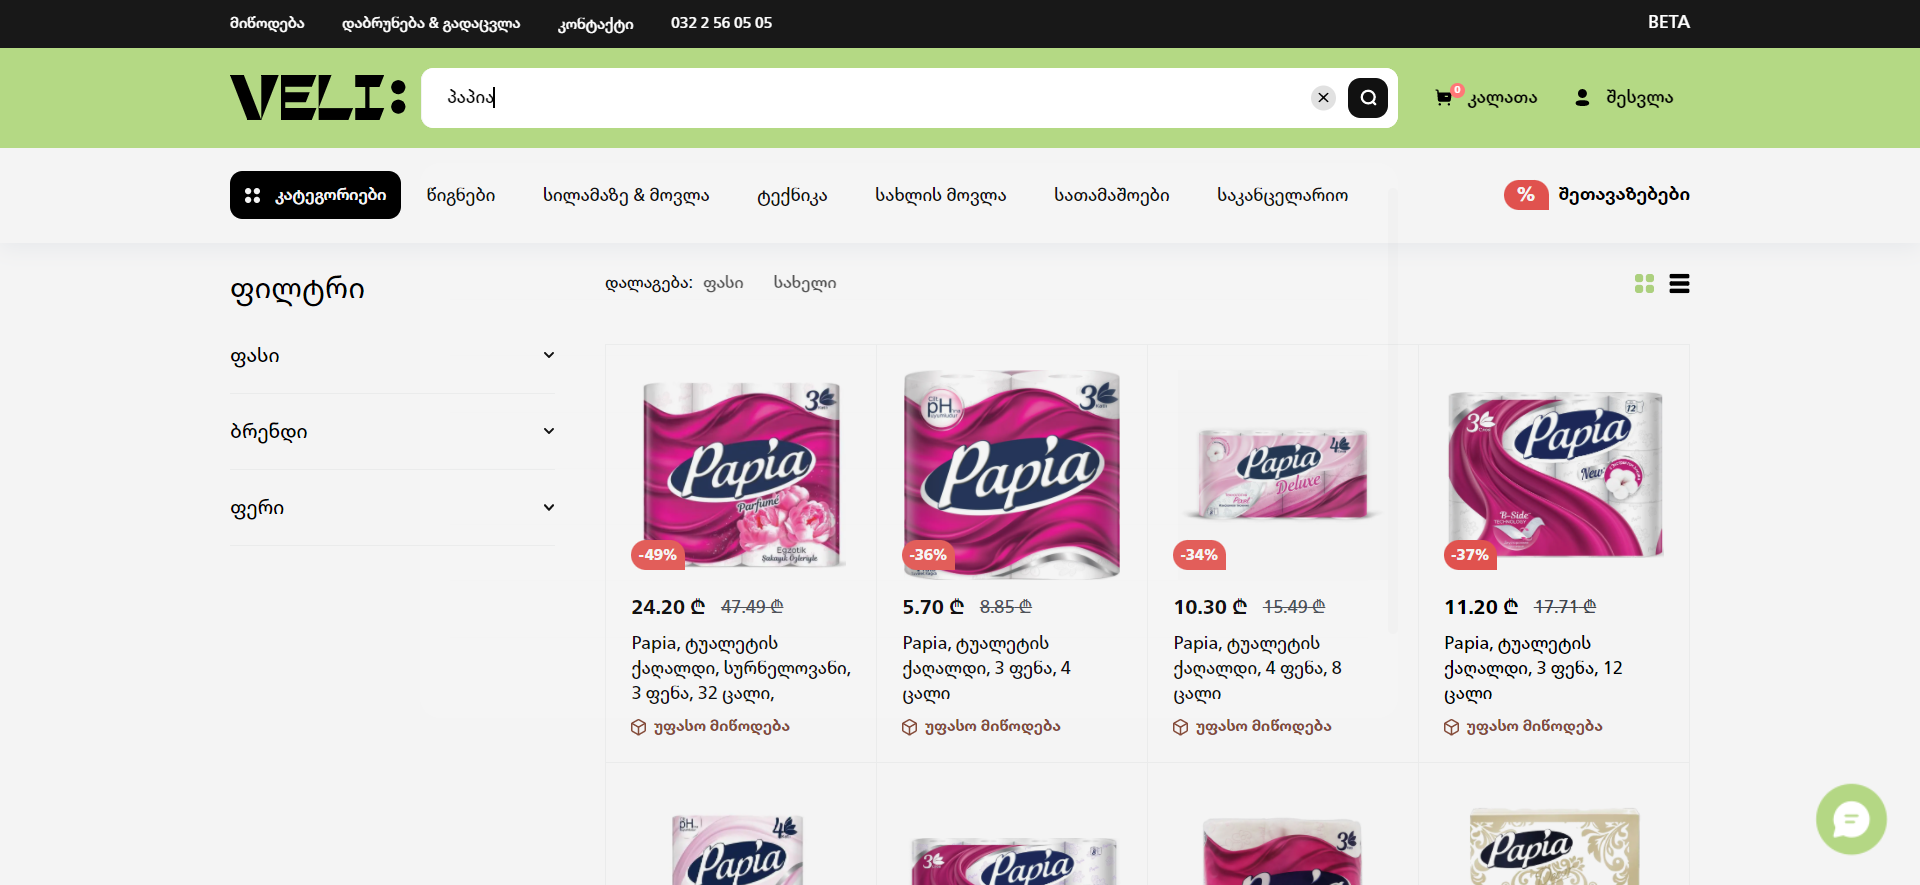 მიწოდება
დაბრუნება & გადაცვლა
კონტაქტი
032 2 56 05 05
BETA
VELI:
პაპია
0
კალათა
შესვლა
კატეგორიები
წიგნები
სილამაზე & მოვლა
ტექნიკა
სახლის მოვლა
სათამაშოები
საკანცელარიო
%
შეთავაზებები
ფილტრი
ფასი
ბრენდი
ფერი
დალაგება: ფასი სახელი
3
Papia
Parfume
Egzotik
-49%
24.20 ₾ 47.49 ₾
Papia, ტუალეტის
ქაღალდი, სურნელოვანი,
3 ფენა, 32 ცალი,
უფასო მიწოდება
pH
3
Papia
-36%
5.70 ₾ 8.85 ₾
Papia, ტუალეტის
ქაღალდი, 3 ფენა, 4
ცალი
უფასო მიწოდება
4
Papia
Deluxe
-34%
10.30 ₾ 15.49 ₾
Papia, ტუალეტის
ქაღალდი, 4 ფენა, 8
ცალი
უფასო მიწოდება
3
12
Papia
New
B-Side
TECHNOLOGY
-37%
11.20 ₾ 17.71 ₾
Papia, ტუალეტის
ქაღალდი, 3 ფენა, 12
ცალი
უფასო მიწოდება
pH
4
Papia
3
Papia
3
Papia